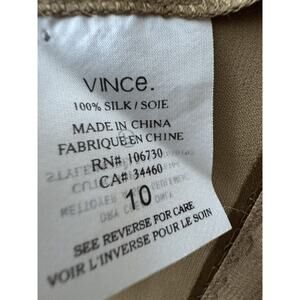 VINCe.
100% SILK / SOIE
MADE IN CHINA
FABRIQUÉ EN CHINE
RN# 106730
CA# 34460
10
SEE REVERSE FOR CARE
VOIR L'INVERSE POUR LE SOIN